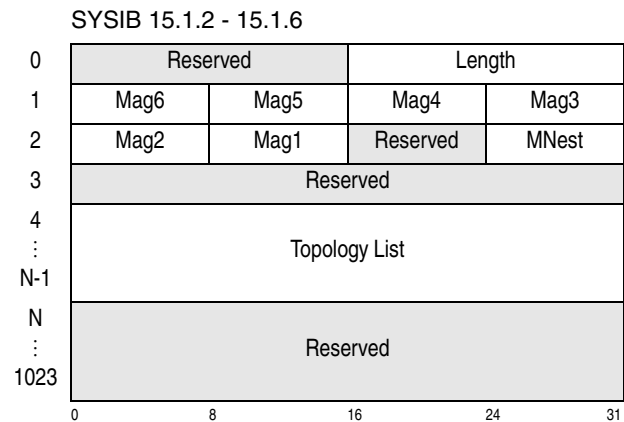 SYSIB 15.1.2 - 15.1.6
0 Reserved Length
1 Mag6 Mag5 Mag4 Mag3
2 Mag2 Mag1 Reserved MNest
3 Reserved
4
⋮ Topology List
N-1
N
⋮ Reserved
1023
0 8 16 24 31